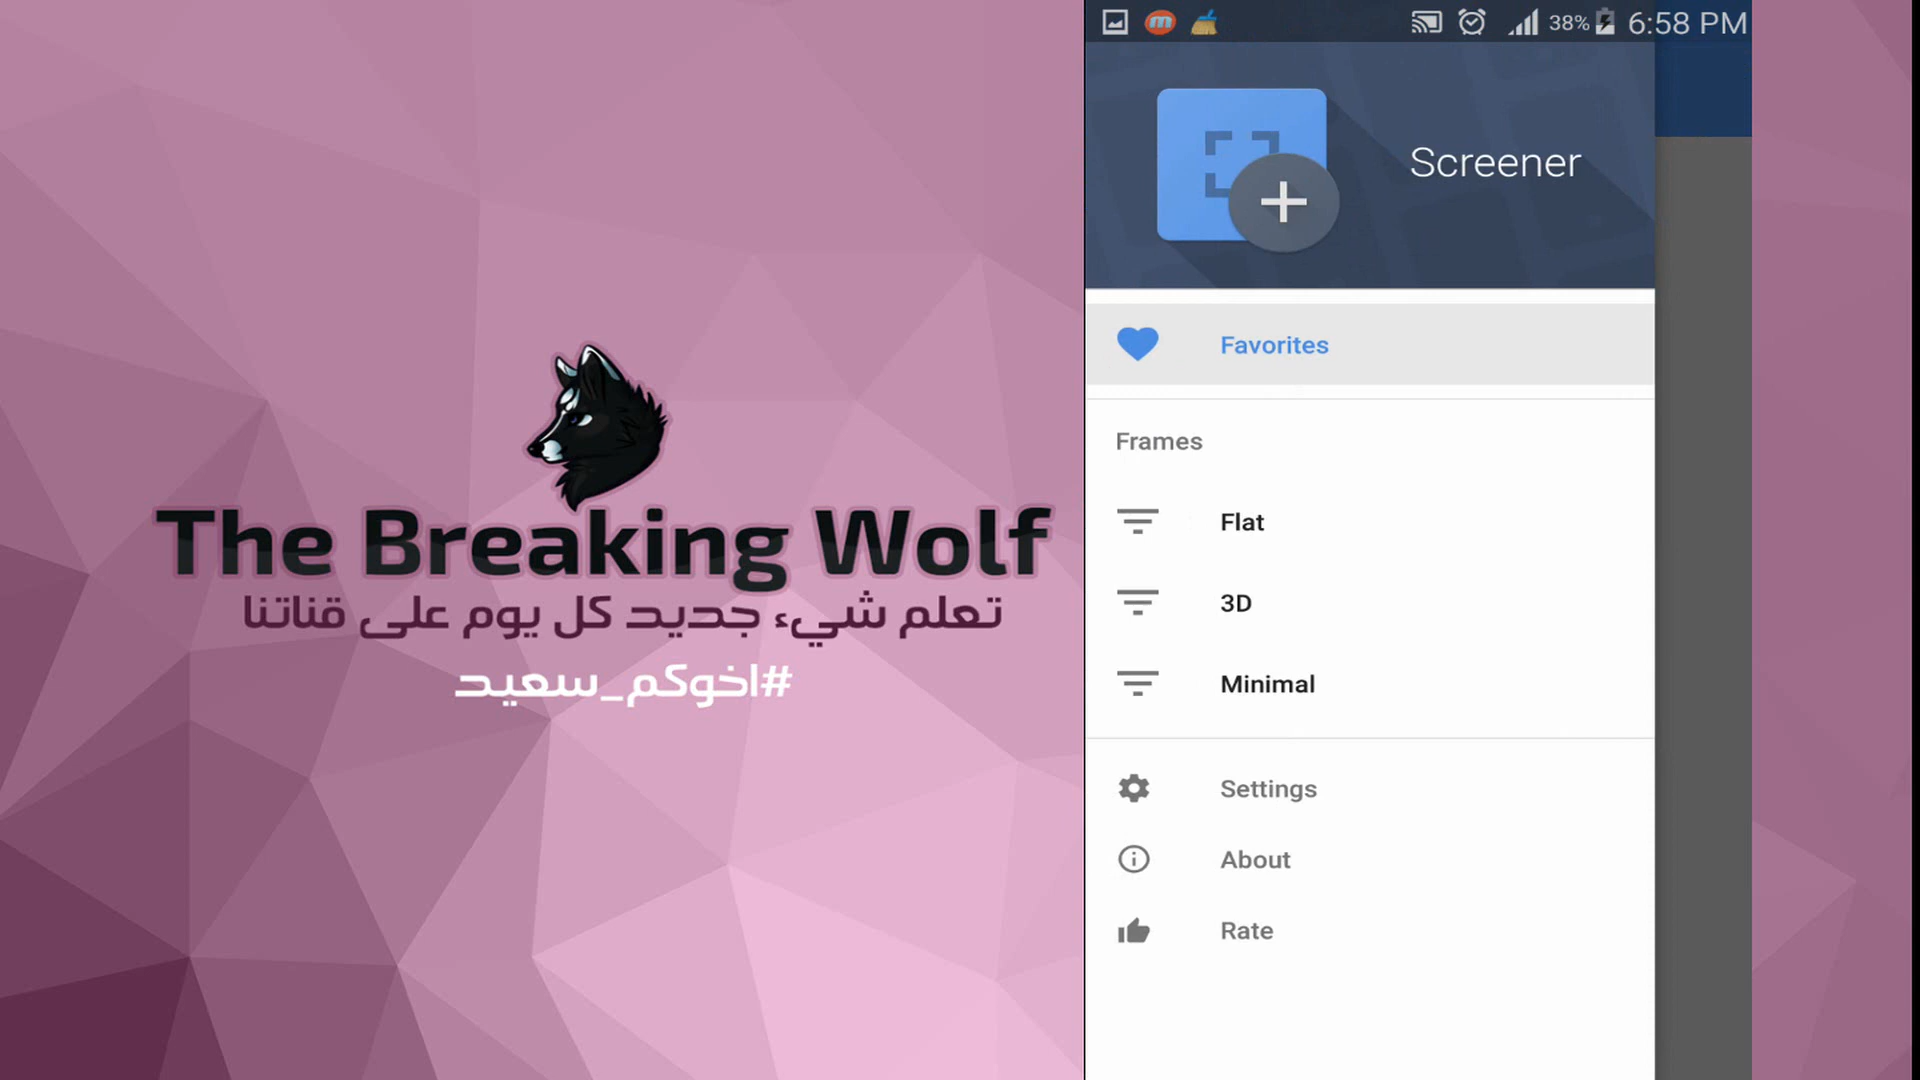 The Breaking Wolf
تعلم شيء جديد كل يوم على قناتنا
#اخوكم_سعيد
38% 6:58 PM
Screener
Favorites
Frames
Flat
3D
Minimal
Settings
About
Rate